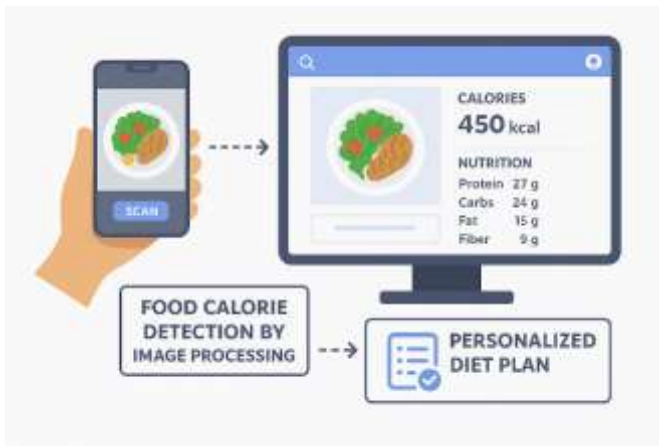 SCAN
CALORIES
450 kcal
NUTRITION
Protein 27 g
Carbs 24 g
Fat 15 g
Fiber 9 g
FOOD CALORIE
DETECTION BY
IMAGE PROCESSING
PERSONALIZED
DIET PLAN